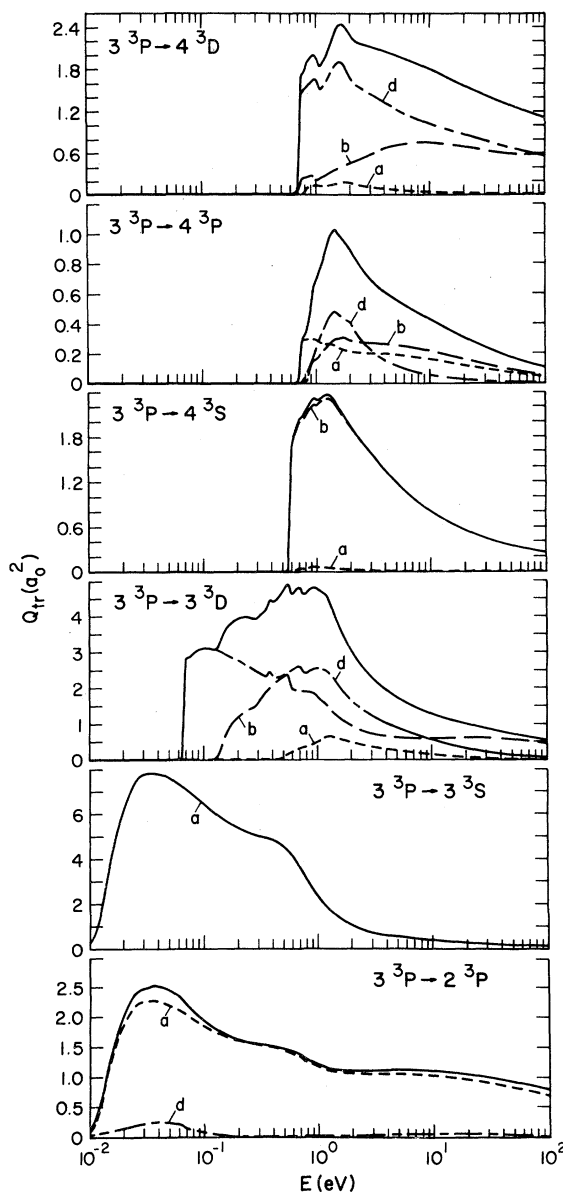 3 ³P→4 ³D
2.4
1.8
1.2
0.6
0
d
b
a
3 ³P→4 ³P
1.0
0.8
0.6
0.4
0.2
0
d
b
a
3 ³P→4 ³S
1.8
1.2
0.6
0
b
a
Q_tr(a₀²)
3 ³P→3 ³D
5
4
3
2
1
0
d
b
a
3 ³P→3 ³S
6
4
2
0
a
3 ³P→2 ³P
2.5
2.0
1.5
1.0
0.5
0
a
d
10⁻² 10⁻¹ 10⁰ 10¹ 10²
E (eV)